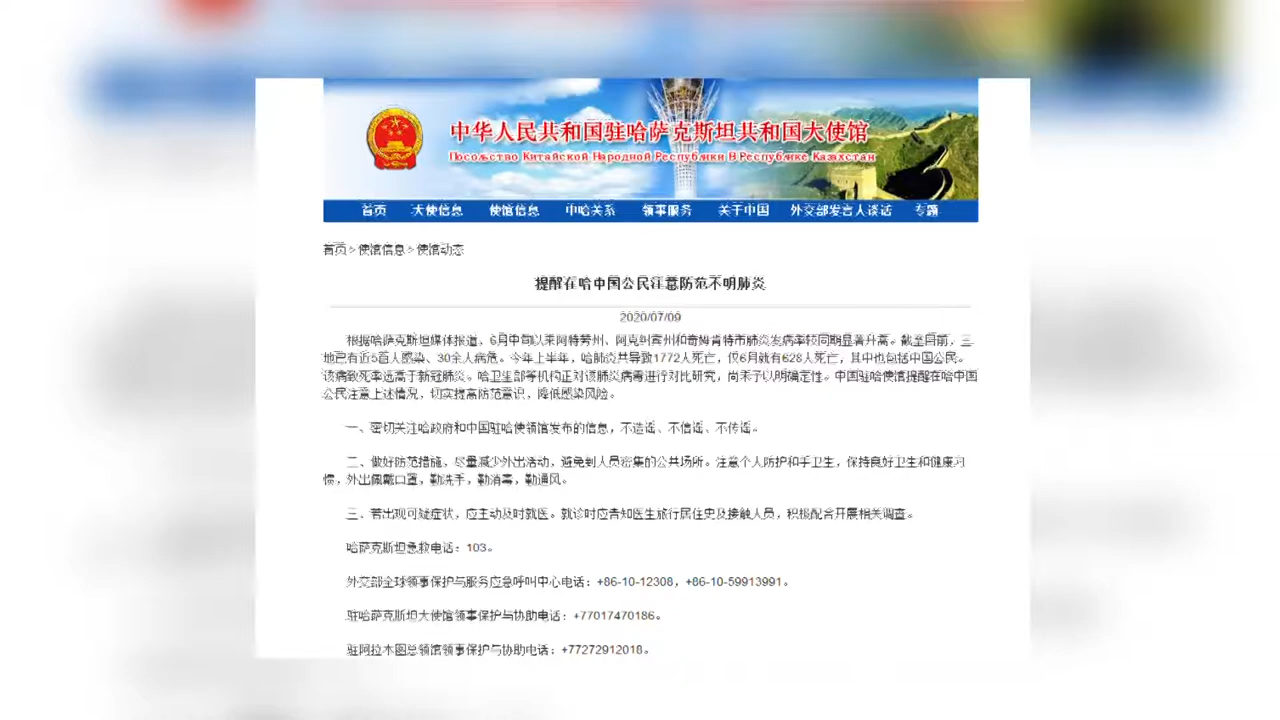 中华人民共和国驻哈萨克斯坦共和国大使馆
Посольство Китайской Народной Республики В Республике Казахстан
首页 大使信息 使馆信息 中哈关系 领事服务 关于中国 外交部发言人谈话 专题
首页 > 使馆信息 > 使馆动态
提醒在哈中国公民注意防范不明肺炎
2020/07/09
根据哈萨克斯坦媒体报道，6月中旬以来阿特劳州、阿克纠宾州和奇姆肯特市肺炎发病率较同期显著升高。截至目前，三
地已有近5百人感染、30余人病危。今年上半年，哈肺炎共导致1772人死亡，仅6月就有628人死亡，其中也包括中国公民。
该病致死率远高于新冠肺炎。哈卫生部等机构正对该肺炎病毒进行对比研究，尚未予以明确定性。中国驻哈使馆提醒在哈中国
公民注意上述情况，切实提高防范意识，降低感染风险。
一、密切关注哈政府和中国驻哈使领馆发布的信息，不造谣、不信谣、不传谣。
二、做好防范措施，尽量减少外出活动，避免到人员密集的公共场所。注意个人防护和手卫生，保持良好卫生和健康习
惯，外出佩戴口罩，勤洗手，勤消毒，勤通风。
三、若出现可疑症状，应主动及时就医。就诊时应告知医生旅行居住史及接触人员，积极配合开展相关调查。
哈萨克斯坦急救电话：103。
外交部全球领事保护与服务应急呼叫中心电话：+86-10-12308，+86-10-59913991。
驻哈萨克斯坦大使馆领事保护与协助电话：+77017470186。
驻阿拉木图总领馆领事保护与协助电话：+77272912018。